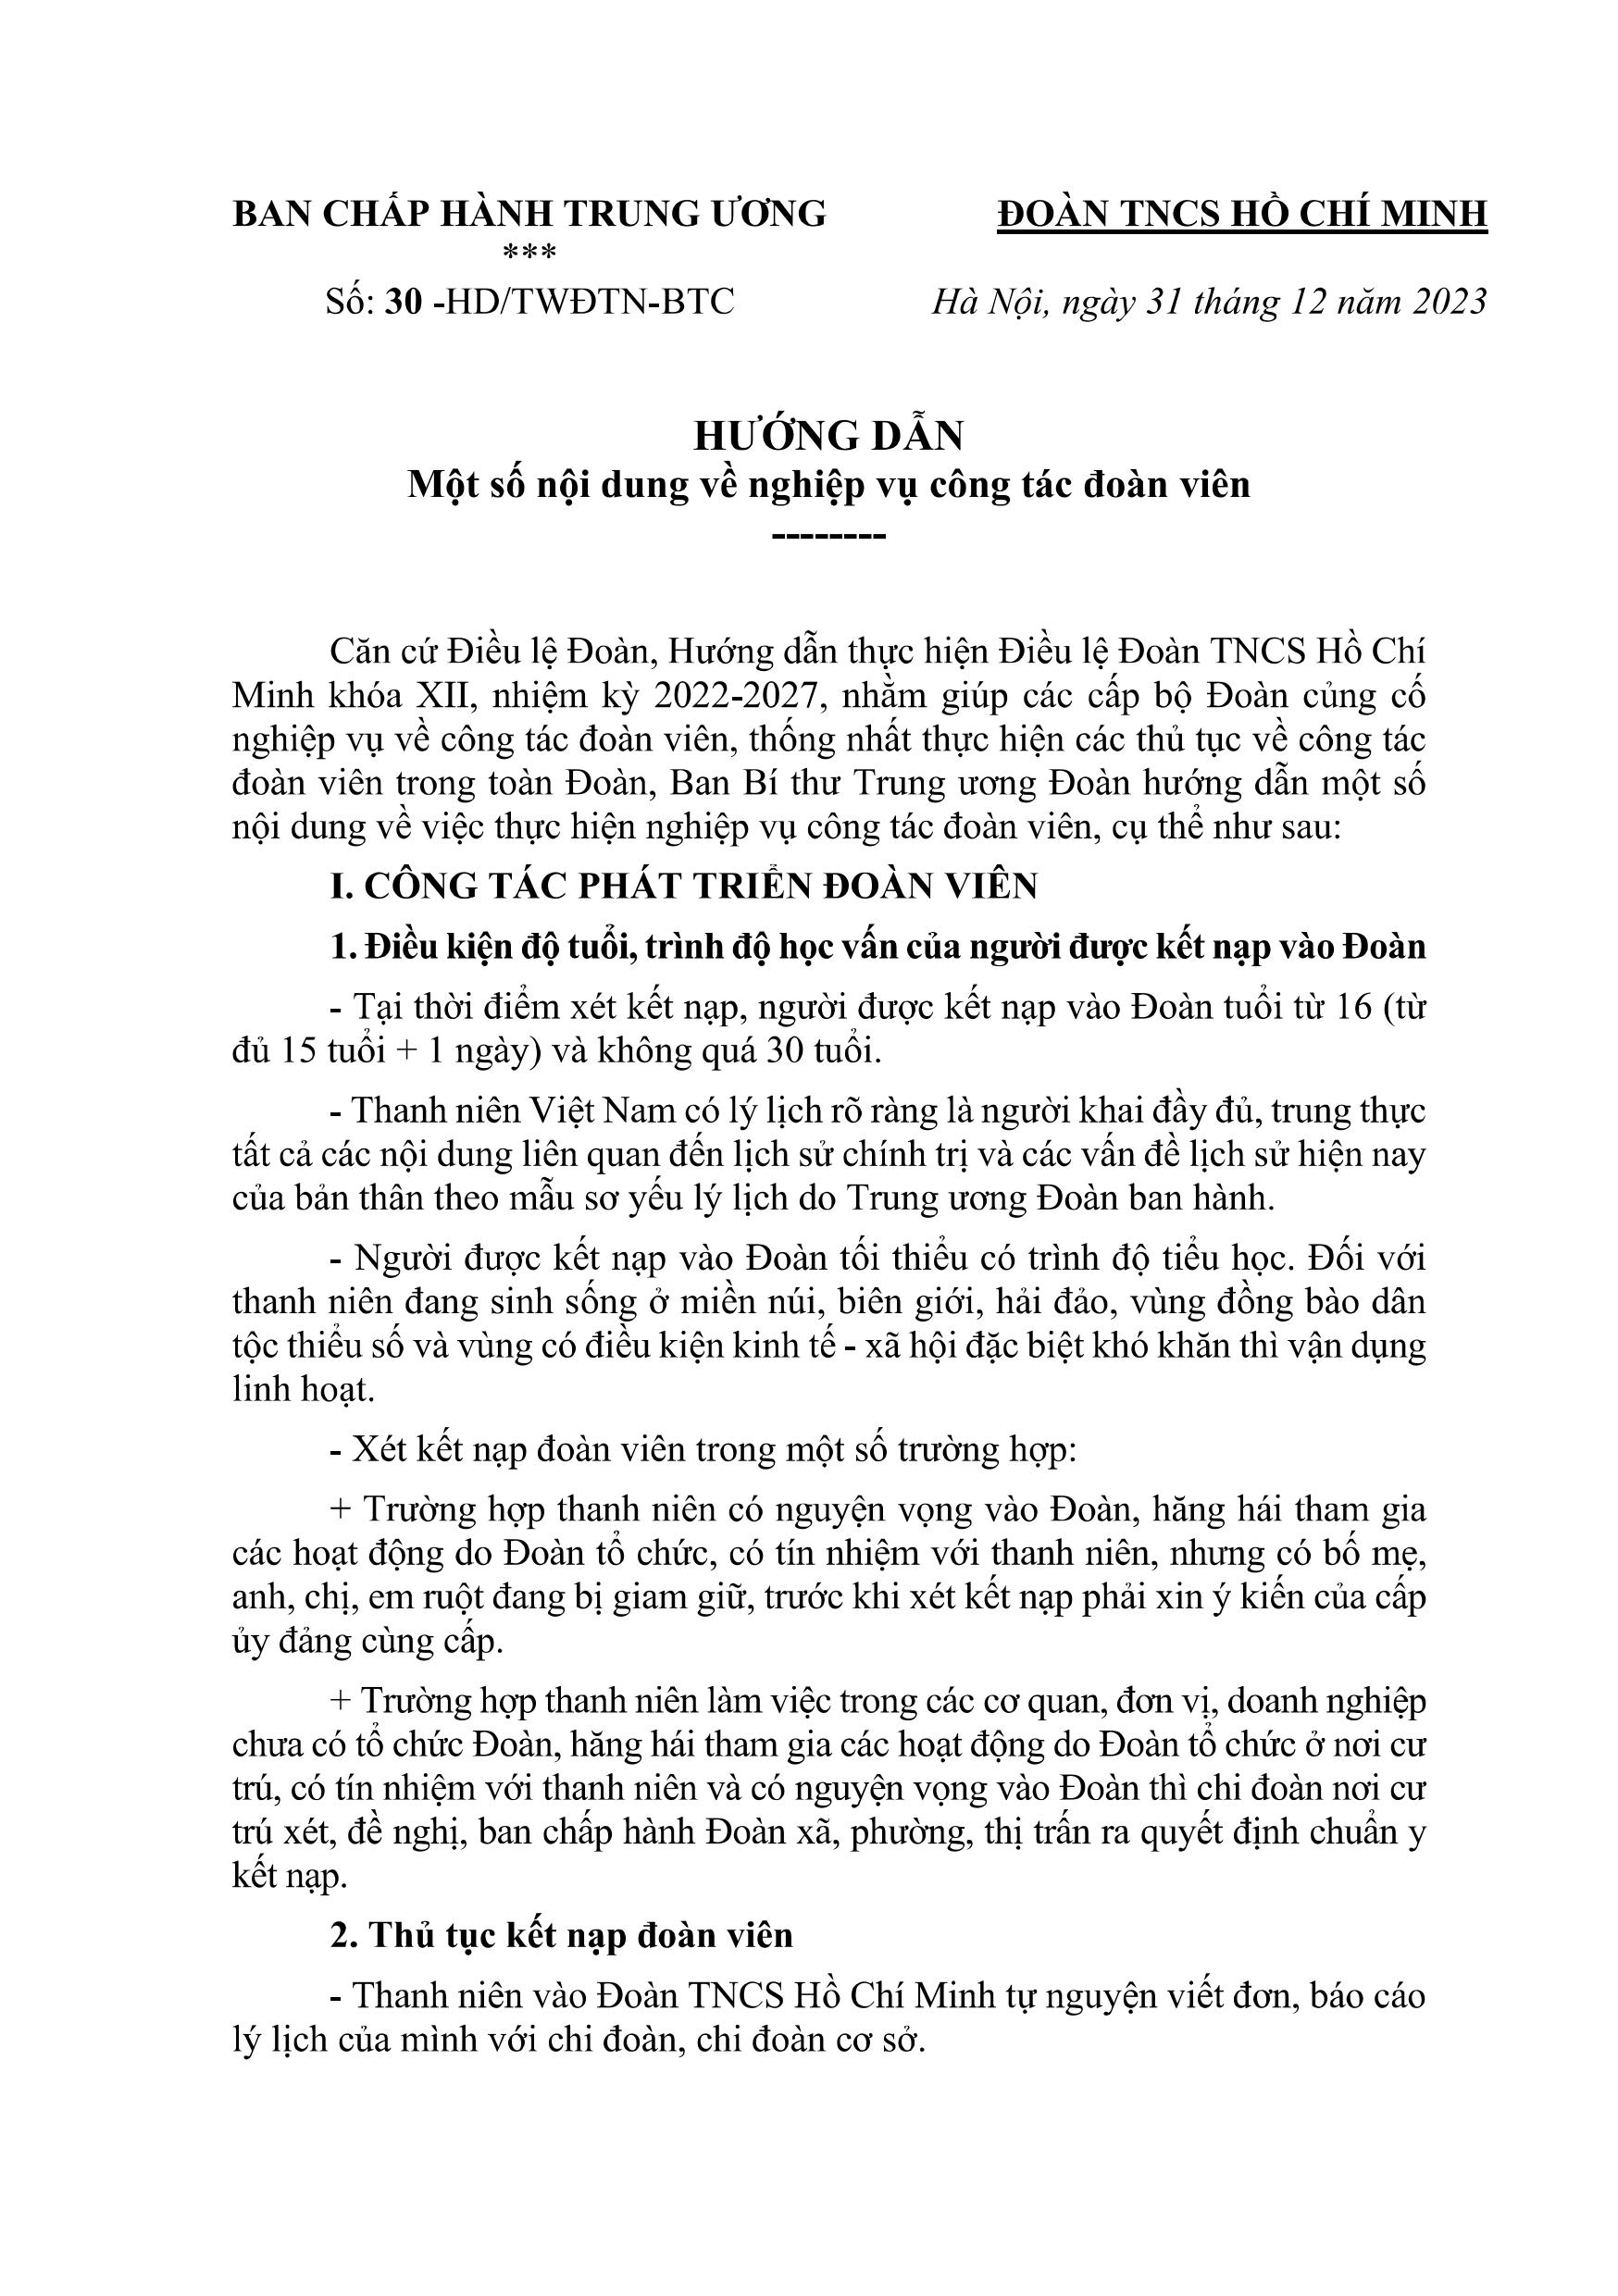 BAN CHẤP HÀNH TRUNG ƯƠNG
***
Số: 30 -HD/TWĐTN-BTC
ĐOÀN TNCS HỒ CHÍ MINH
Hà Nội, ngày 31 tháng 12 năm 2023
HƯỚNG DẪN
Một số nội dung về nghiệp vụ công tác đoàn viên
--------
Căn cứ Điều lệ Đoàn, Hướng dẫn thực hiện Điều lệ Đoàn TNCS Hồ Chí
Minh khóa XII, nhiệm kỳ 2022-2027, nhằm giúp các cấp bộ Đoàn củng cố
nghiệp vụ về công tác đoàn viên, thống nhất thực hiện các thủ tục về công tác
đoàn viên trong toàn Đoàn, Ban Bí thư Trung ương Đoàn hướng dẫn một số
nội dung về việc thực hiện nghiệp vụ công tác đoàn viên, cụ thể như sau:
I. CÔNG TÁC PHÁT TRIỂN ĐOÀN VIÊN
1. Điều kiện độ tuổi, trình độ học vấn của người được kết nạp vào Đoàn
- Tại thời điểm xét kết nạp, người được kết nạp vào Đoàn tuổi từ 16 (từ
đủ 15 tuổi + 1 ngày) và không quá 30 tuổi.
- Thanh niên Việt Nam có lý lịch rõ ràng là người khai đầy đủ, trung thực
tất cả các nội dung liên quan đến lịch sử chính trị và các vấn đề lịch sử hiện nay
của bản thân theo mẫu sơ yếu lý lịch do Trung ương Đoàn ban hành.
- Người được kết nạp vào Đoàn tối thiểu có trình độ tiểu học. Đối với
thanh niên đang sinh sống ở miền núi, biên giới, hải đảo, vùng đồng bào dân
tộc thiểu số và vùng có điều kiện kinh tế - xã hội đặc biệt khó khăn thì vận dụng
linh hoạt.
- Xét kết nạp đoàn viên trong một số trường hợp:
+ Trường hợp thanh niên có nguyện vọng vào Đoàn, hăng hái tham gia
các hoạt động do Đoàn tổ chức, có tín nhiệm với thanh niên, nhưng có bố mẹ,
anh, chị, em ruột đang bị giam giữ, trước khi xét kết nạp phải xin ý kiến của cấp
ủy đảng cùng cấp.
+ Trường hợp thanh niên làm việc trong các cơ quan, đơn vị, doanh nghiệp
chưa có tổ chức Đoàn, hăng hái tham gia các hoạt động do Đoàn tổ chức ở nơi cư
trú, có tín nhiệm với thanh niên và có nguyện vọng vào Đoàn thì chi đoàn nơi cư
trú xét, đề nghị, ban chấp hành Đoàn xã, phường, thị trấn ra quyết định chuẩn y
kết nạp.
2. Thủ tục kết nạp đoàn viên
- Thanh niên vào Đoàn TNCS Hồ Chí Minh tự nguyện viết đơn, báo cáo
lý lịch của mình với chi đoàn, chi đoàn cơ sở.